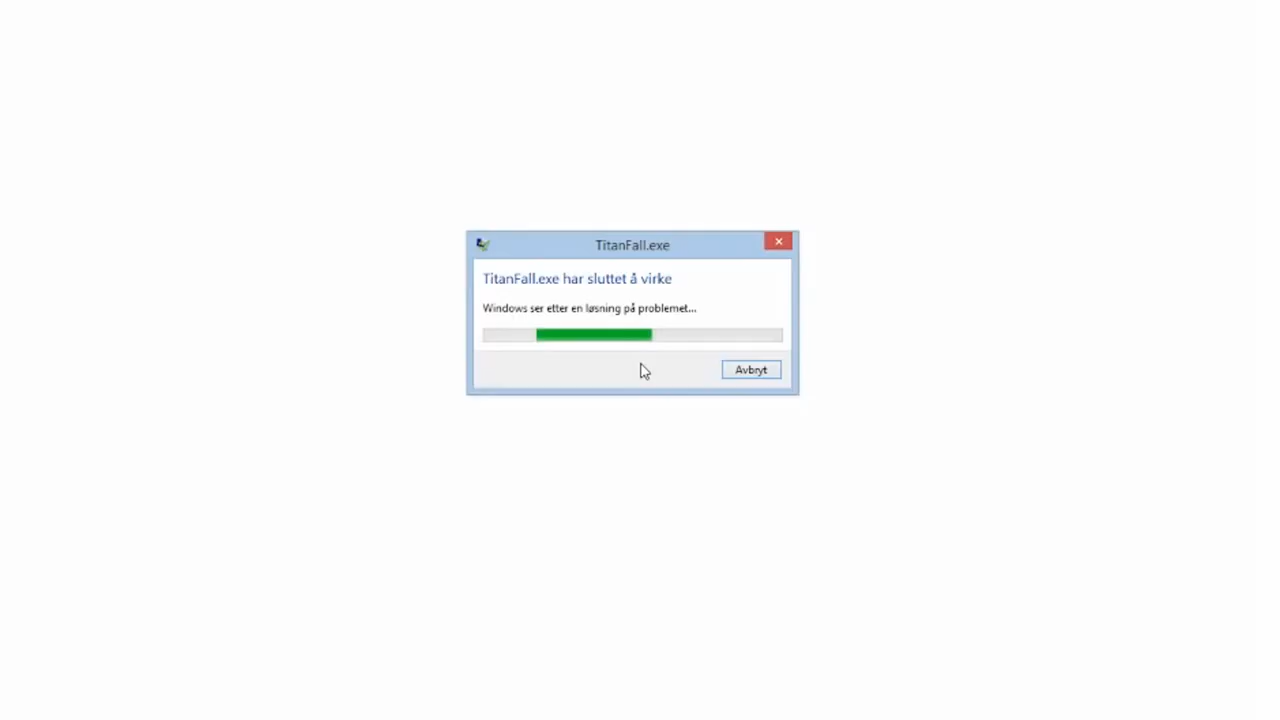 TitanFall.exe
TitanFall.exe har sluttet å virke
Windows ser etter en løsning på problemet...
Avbryt